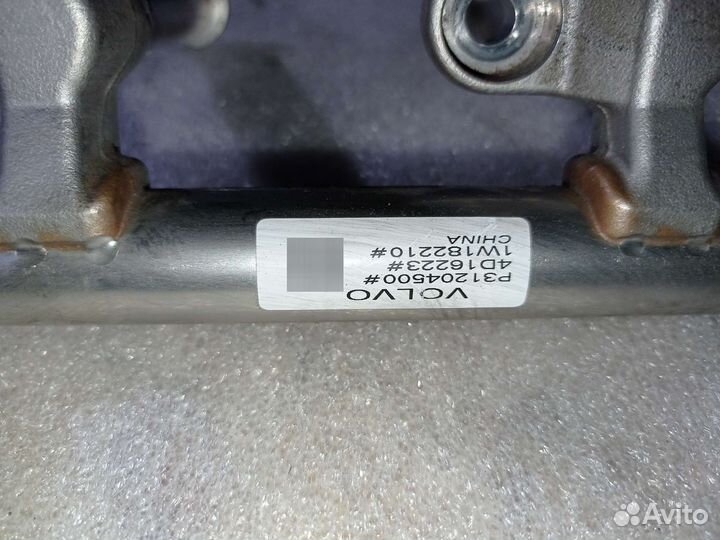 VOLVO
P31204500#
4D16223#
1W182210#
CHINA
Avito